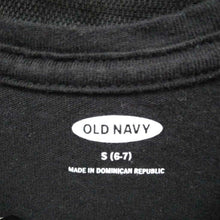 OLD NAVY
S (6-7)
MADE IN DOMINICAN REPUBLIC